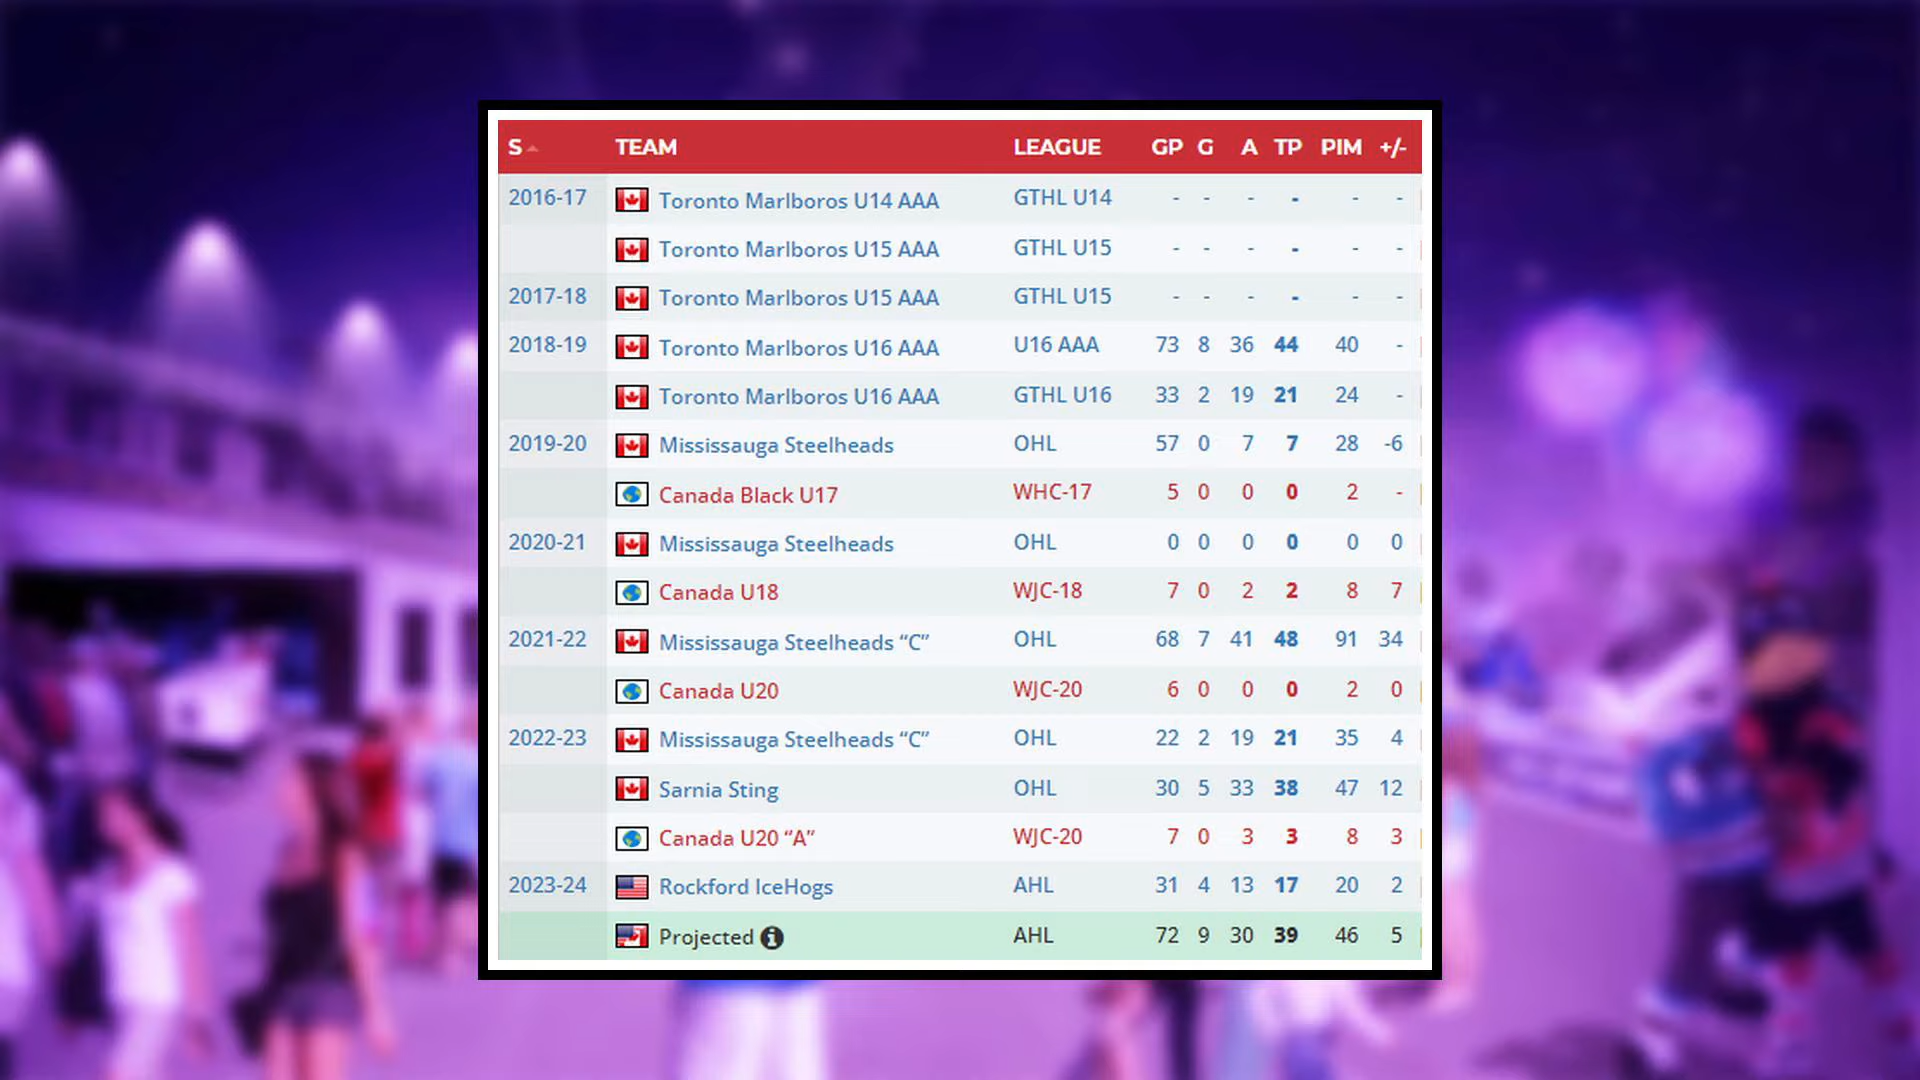 S TEAM LEAGUE GP G A TP PIM +/-
2016-17 Toronto Marlboros U14 AAA GTHL U14 - - - - - -
Toronto Marlboros U15 AAA GTHL U15 - - - - - -
2017-18 Toronto Marlboros U15 AAA GTHL U15 - - - - - -
2018-19 Toronto Marlboros U16 AAA U16 AAA 73 8 36 44 40 -
Toronto Marlboros U16 AAA GTHL U16 33 2 19 21 24 -
2019-20 Mississauga Steelheads OHL 57 0 7 7 28 -6
Canada Black U17 WHC-17 5 0 0 0 2 -
2020-21 Mississauga Steelheads OHL 0 0 0 0 0 0
Canada U18 WJC-18 7 0 2 2 8 7
2021-22 Mississauga Steelheads “C” OHL 68 7 41 48 91 34
Canada U20 WJC-20 6 0 0 0 2 0
2022-23 Mississauga Steelheads “C” OHL 22 2 19 21 35 4
Sarnia Sting OHL 30 5 33 38 47 12
Canada U20 “A” WJC-20 7 0 3 3 8 3
2023-24 Rockford IceHogs AHL 31 4 13 17 20 2
Projected AHL 72 9 30 39 46 5